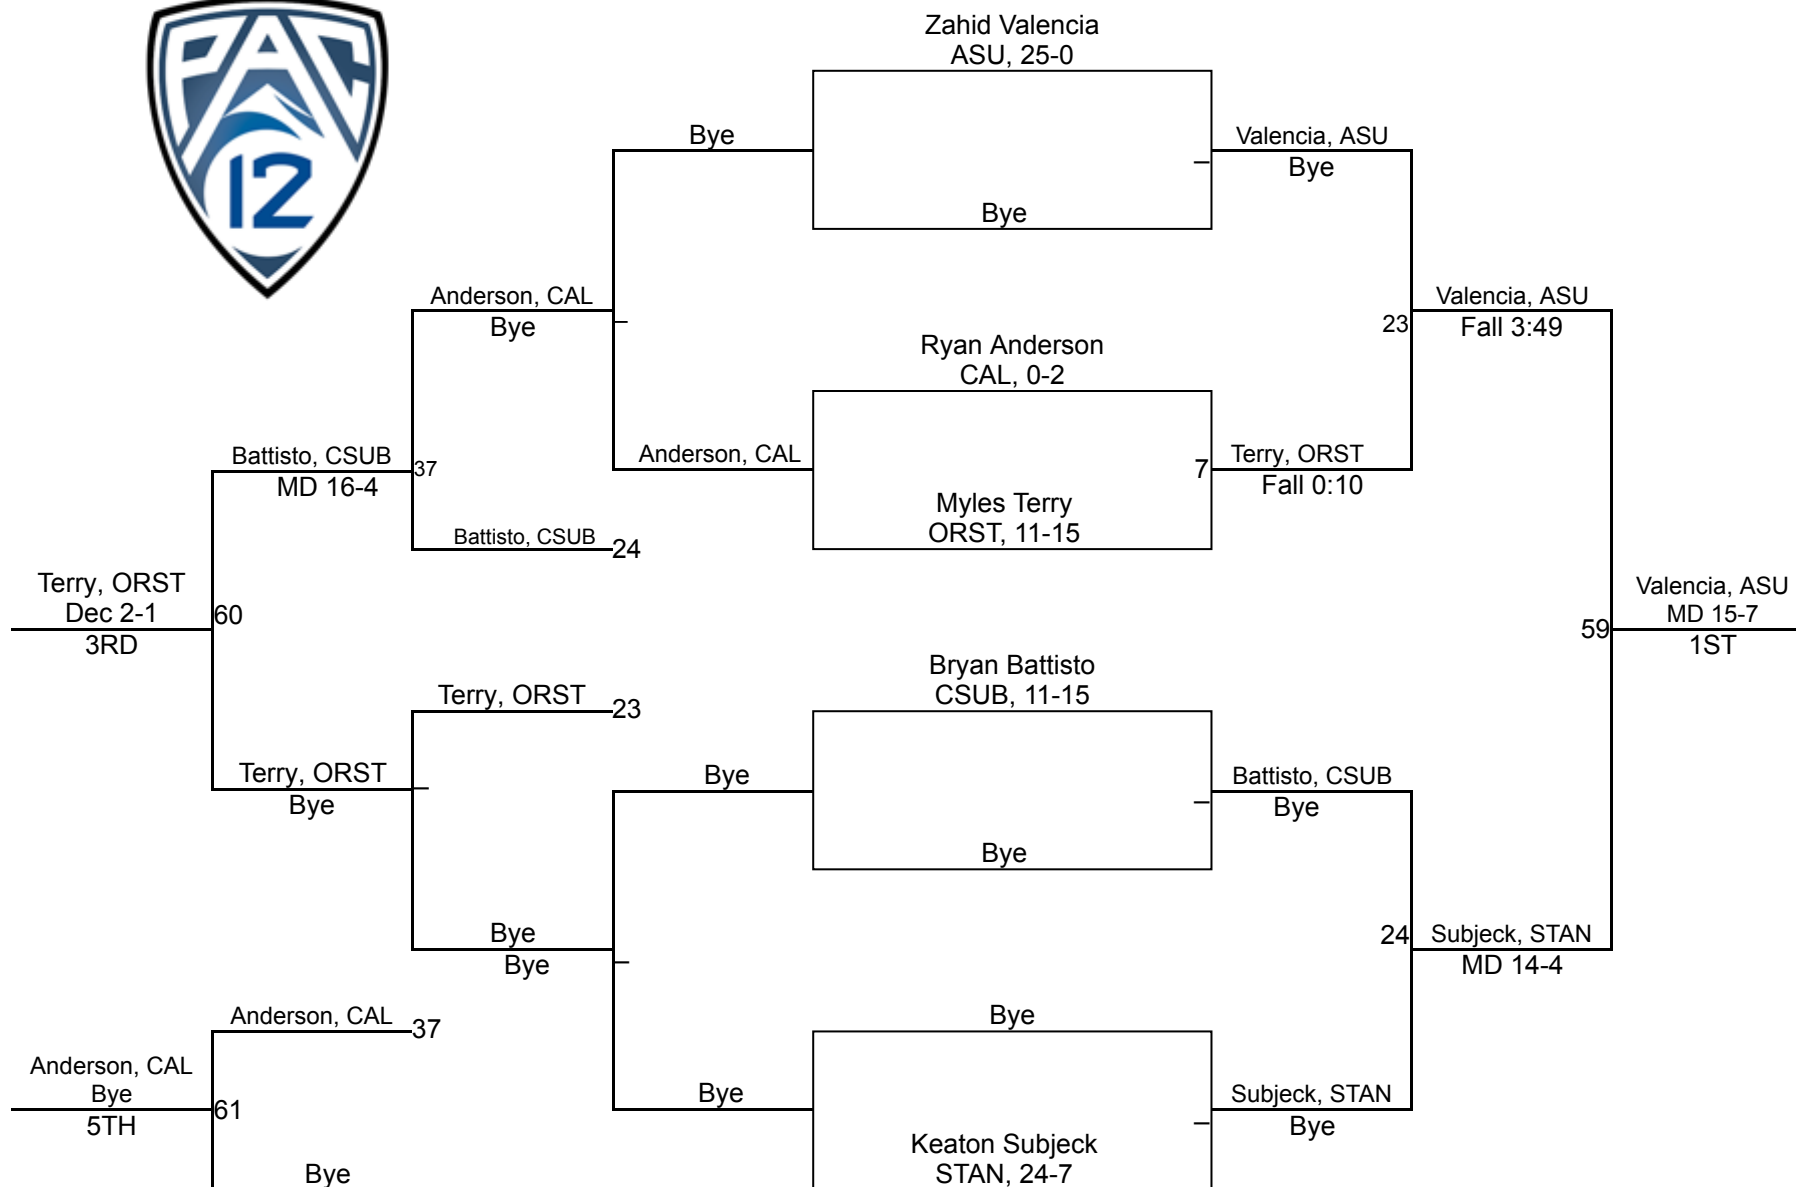 PAC
12
Zahid Valencia
ASU, 25-0
Bye
Valencia, ASU
Bye
Bye
Anderson, CAL
Bye
Valencia, ASU
23
Fall 3:49
Ryan Anderson
CAL, 0-2
Battisto, CSUB
37
MD 16-4
Anderson, CAL
7
Terry, ORST
Fall 0:10
Myles Terry
ORST, 11-15
Battisto, CSUB
24
Terry, ORST
Dec 2-1
60
3RD
Valencia, ASU
MD 15-7
59
1ST
Bryan Battisto
CSUB, 11-15
Terry, ORST
23
Terry, ORST
Bye
Bye
Battisto, CSUB
Bye
Bye
Bye
Bye
24
Subjeck, STAN
MD 14-4
Anderson, CAL
37
Bye
Anderson, CAL
Bye
61
5TH
Bye
Subjeck, STAN
Bye
Keaton Subjeck
STAN, 24-7
Bye